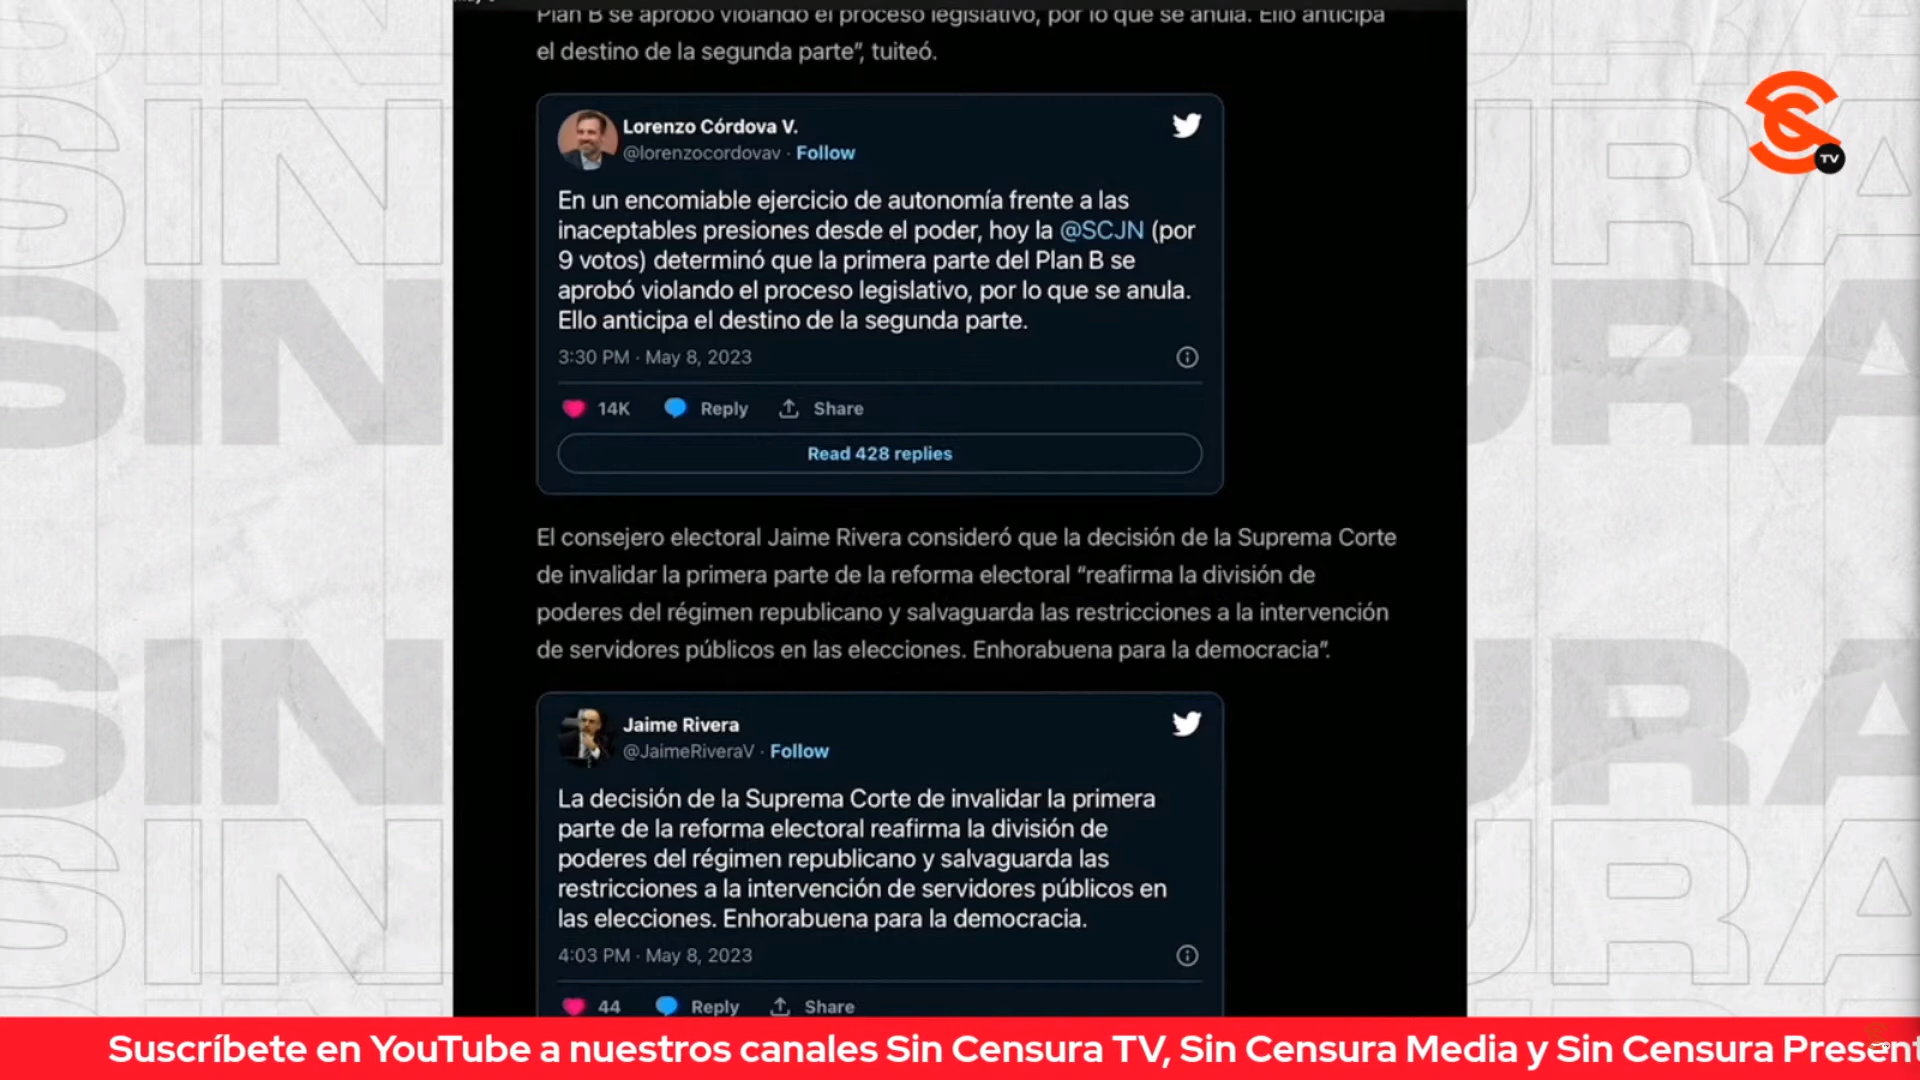 Plan B se aprobó violando el proceso legislativo, por lo que se anula. Ello anticipa
el destino de la segunda parte”, tuiteó.
Lorenzo Córdova V.
@lorenzocordovav · Follow
En un encomiable ejercicio de autonomía frente a las
inaceptables presiones desde el poder, hoy la @SCJN (por
9 votos) determinó que la primera parte del Plan B se
aprobó violando el proceso legislativo, por lo que se anula.
Ello anticipa el destino de la segunda parte.
3:30 PM · May 8, 2023
14K Reply Share
Read 428 replies
El consejero electoral Jaime Rivera consideró que la decisión de la Suprema Corte
de invalidar la primera parte de la reforma electoral “reafirma la división de
poderes del régimen republicano y salvaguarda las restricciones a la intervención
de servidores públicos en las elecciones. Enhorabuena para la democracia”.
Jaime Rivera
@JaimeRiveraV · Follow
La decisión de la Suprema Corte de invalidar la primera
parte de la reforma electoral reafirma la división de
poderes del régimen republicano y salvaguarda las
restricciones a la intervención de servidores públicos en
las elecciones. Enhorabuena para la democracia.
4:03 PM · May 8, 2023
44 Reply Share
TV
SIN
SIN
SIN
SIN
URA
URA
URA
URA
Suscríbete en YouTube a nuestros canales Sin Censura TV, Sin Censura Media y Sin Censura Present